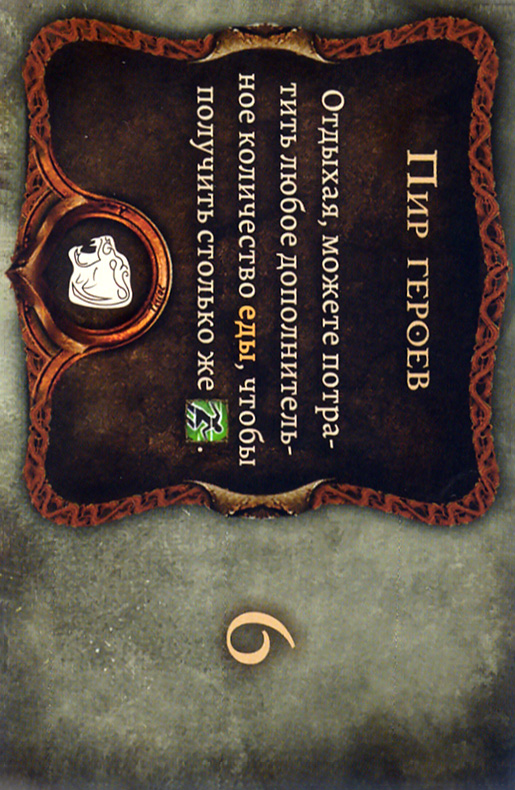 Пир героев
Отдыхая, можете потра-
тить любое дополнитель-
ное количество еды, чтобы
получить столько же .
6